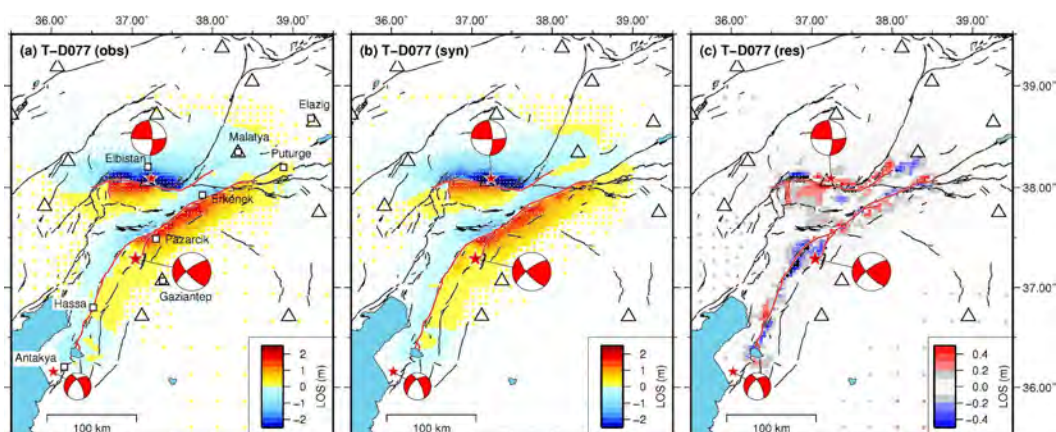 36.00 37.00 38.00 39.00
36.00 37.00 38.00 39.00
36.00 37.00 38.00 39.00
(a) T-D077 (obs)
Elazig
Malatya
Elbistan
Puturge
Erkenek
Pazarcik
Gaziantep
Hassa
Antakya
100 km
2
1
0
-1
-2
LOS (m)
(b) T-D077 (syn)
100 km
2
1
0
-1
-2
LOS (m)
(c) T-D077 (res)
39.00°
38.00°
37.00°
36.00°
100 km
0.4
0.2
0.0
-0.2
-0.4
LOS (m)